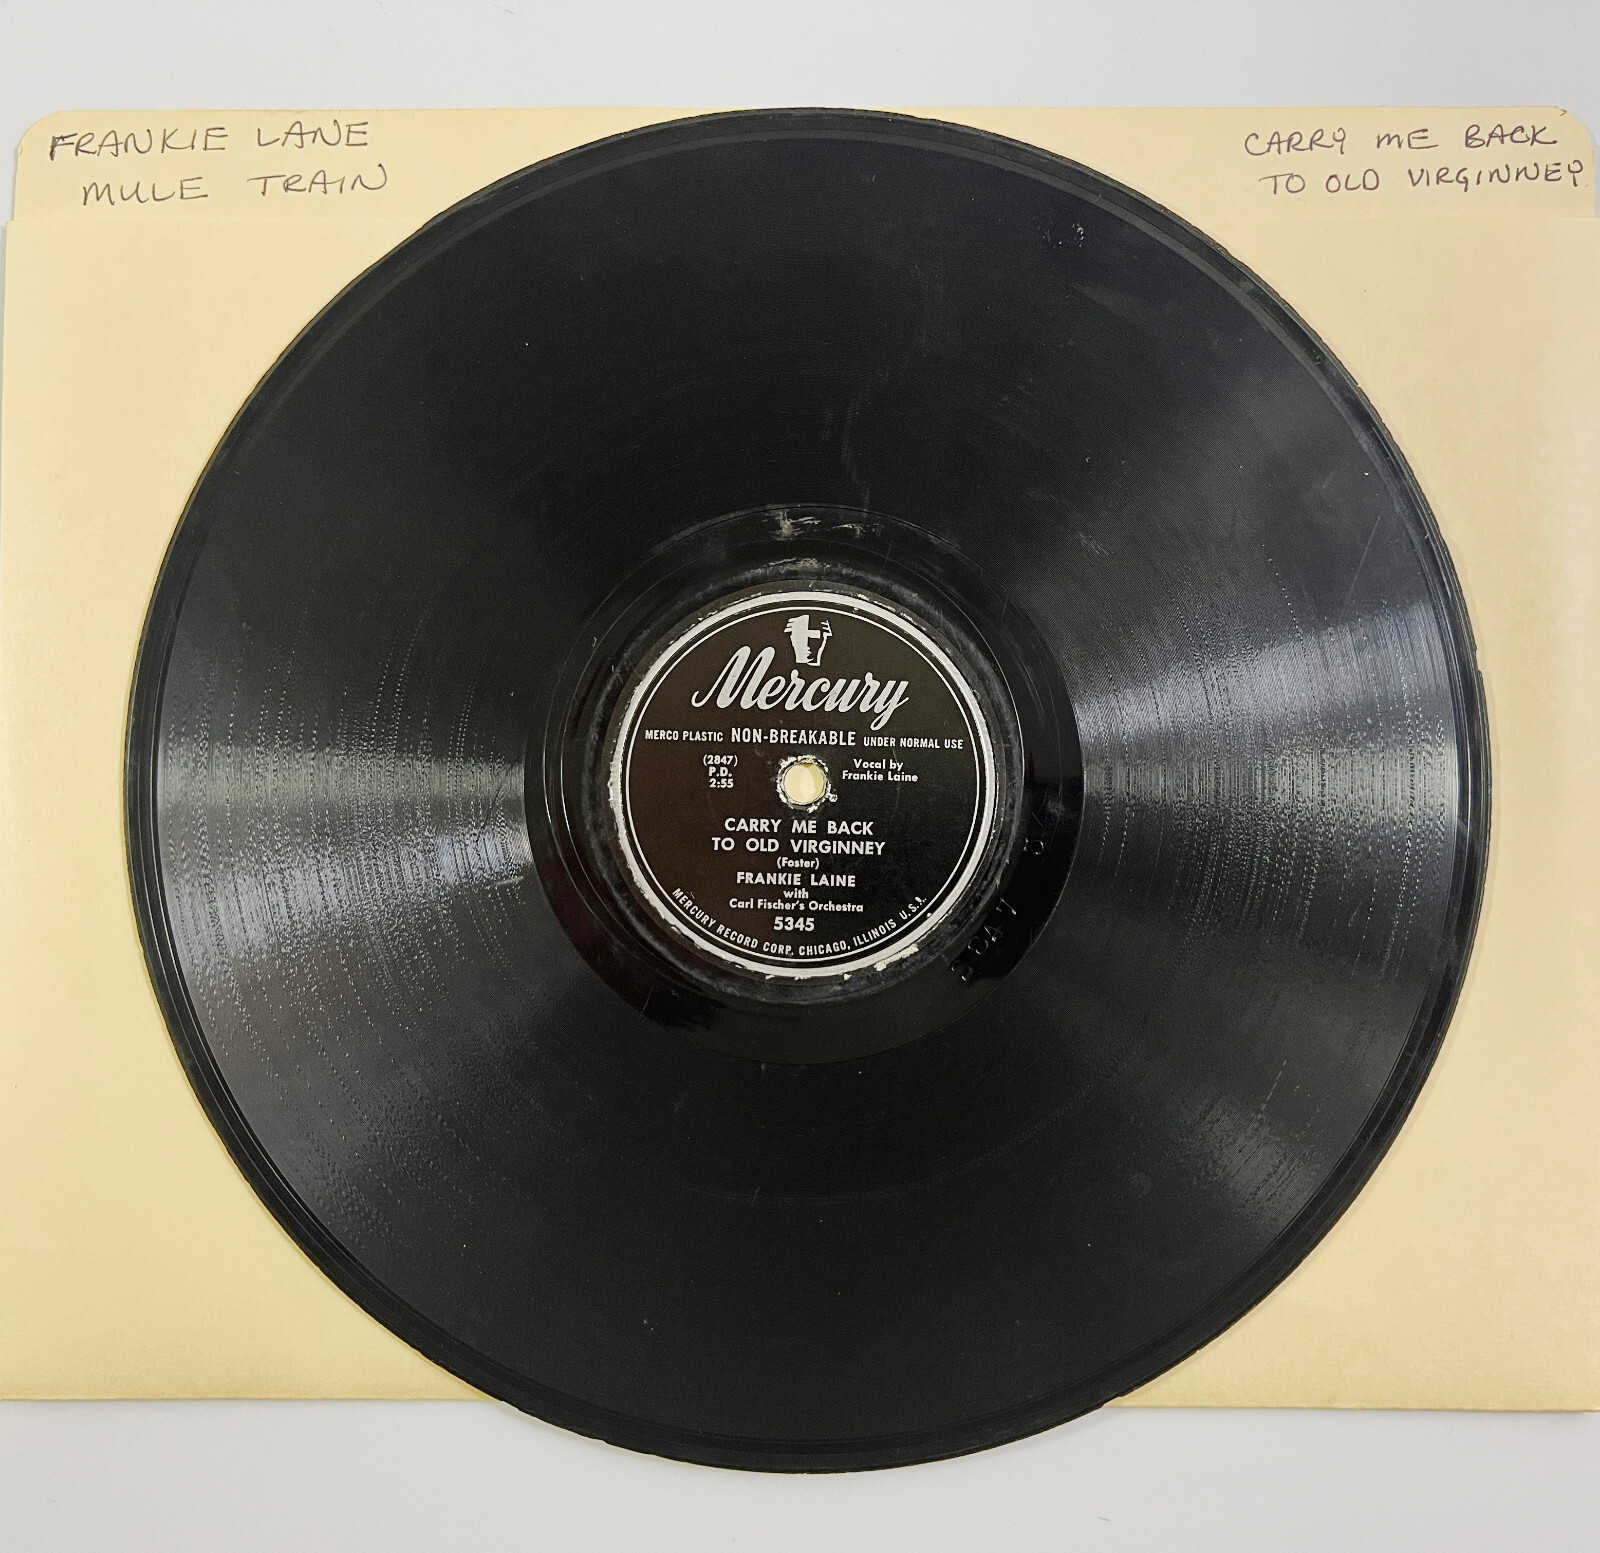 FRANKIE LANE
MULE TRAIN
CARRY ME BACK
TO OLD VIRGINNEY
Mercury
MERCO PLASTIC NON-BREAKABLE UNDER NORMAL USE
(2847)
P.D.
2:55
Vocal by
Frankie Laine
CARRY ME BACK
TO OLD VIRGINNEY
(Foster)
FRANKIE LAINE
with
Carl Fischer's Orchestra
5345
MERCURY RECORD CORP. CHICAGO, ILLINOIS U.S.A.